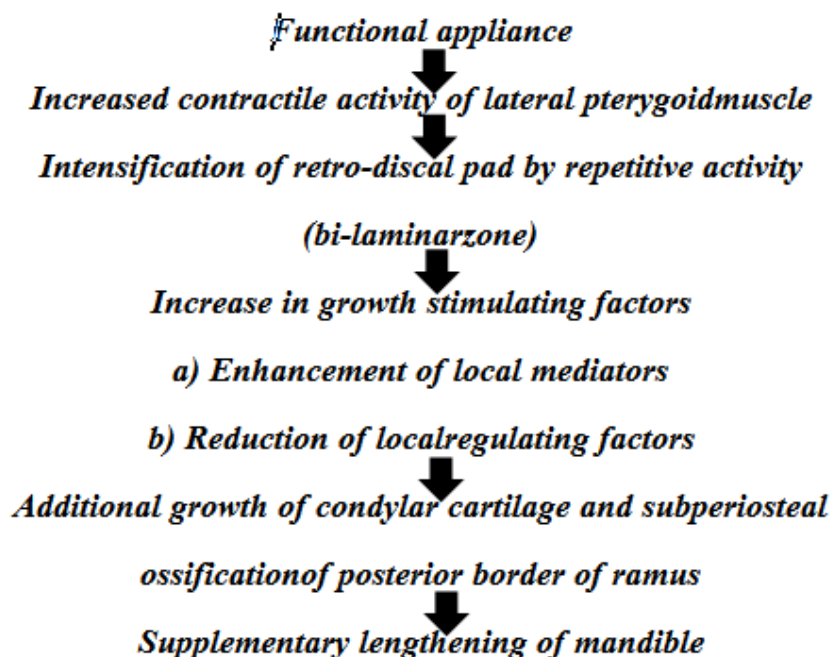 Functional appliance
Increased contractile activity of lateral pterygoidmuscle
Intensification of retro-discal pad by repetitive activity
(bi-laminarzone)
Increase in growth stimulating factors
a) Enhancement of local mediators
b) Reduction of localregulating factors
Additional growth of condylar cartilage and subperiosteal
ossificationof posterior border of ramus
Supplementary lengthening of mandible